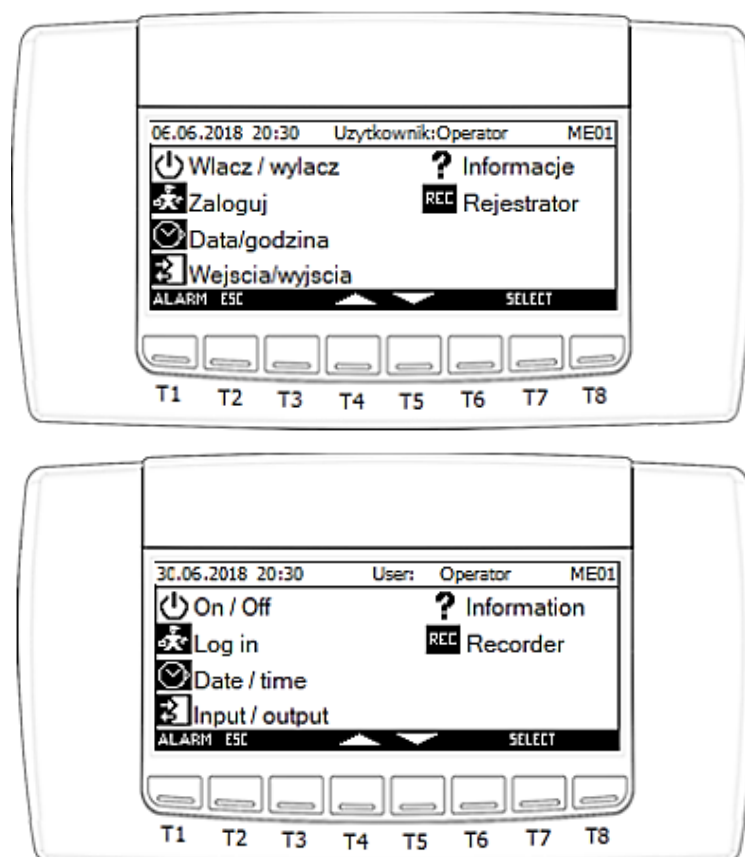 06.06.2018 20:30 Uzytkownik:Operator ME01
Wlacz / wylacz ? Informacje
Zaloguj REC Rejestrator
Data/godzina
Wejscia/wyjscia
ALARM ESC SELECT
T1 T2 T3 T4 T5 T6 T7 T8
30.06.2018 20:30 User: Operator ME01
On / Off ? Information
Log in REC Recorder
Date / time
Input / output
ALARM ESC SELECT
T1 T2 T3 T4 T5 T6 T7 T8